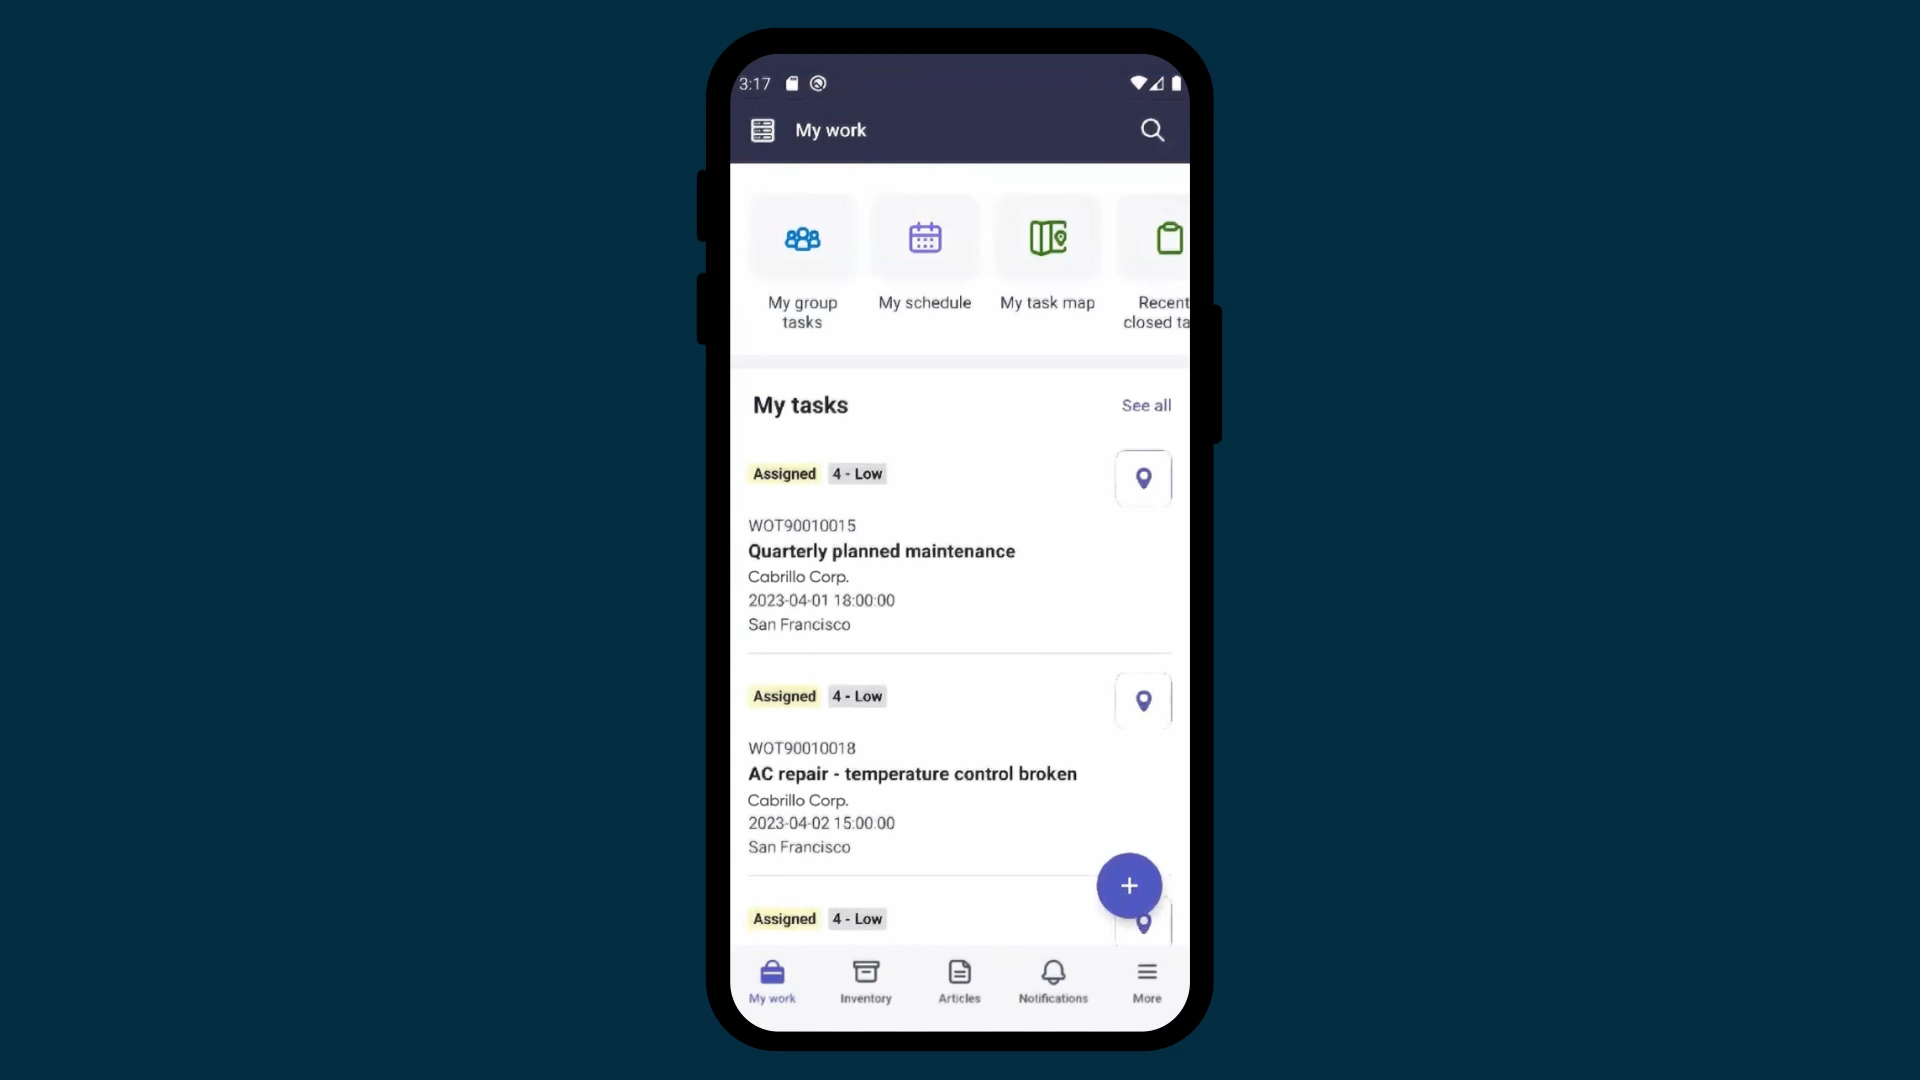 3:17
My work
My group
tasks
My schedule
My task map
Recent
closed ta
My tasks
See all
Assigned 4 - Low
WOT90010015
Quarterly planned maintenance
Cabrillo Corp.
2023-04-01 18:00:00
San Francisco
Assigned 4 - Low
WOT90010018
AC repair - temperature control broken
Cabrillo Corp.
2023-04-02 15:00:00
San Francisco
Assigned 4 - Low
My work
Inventory
Articles
Notifications
More